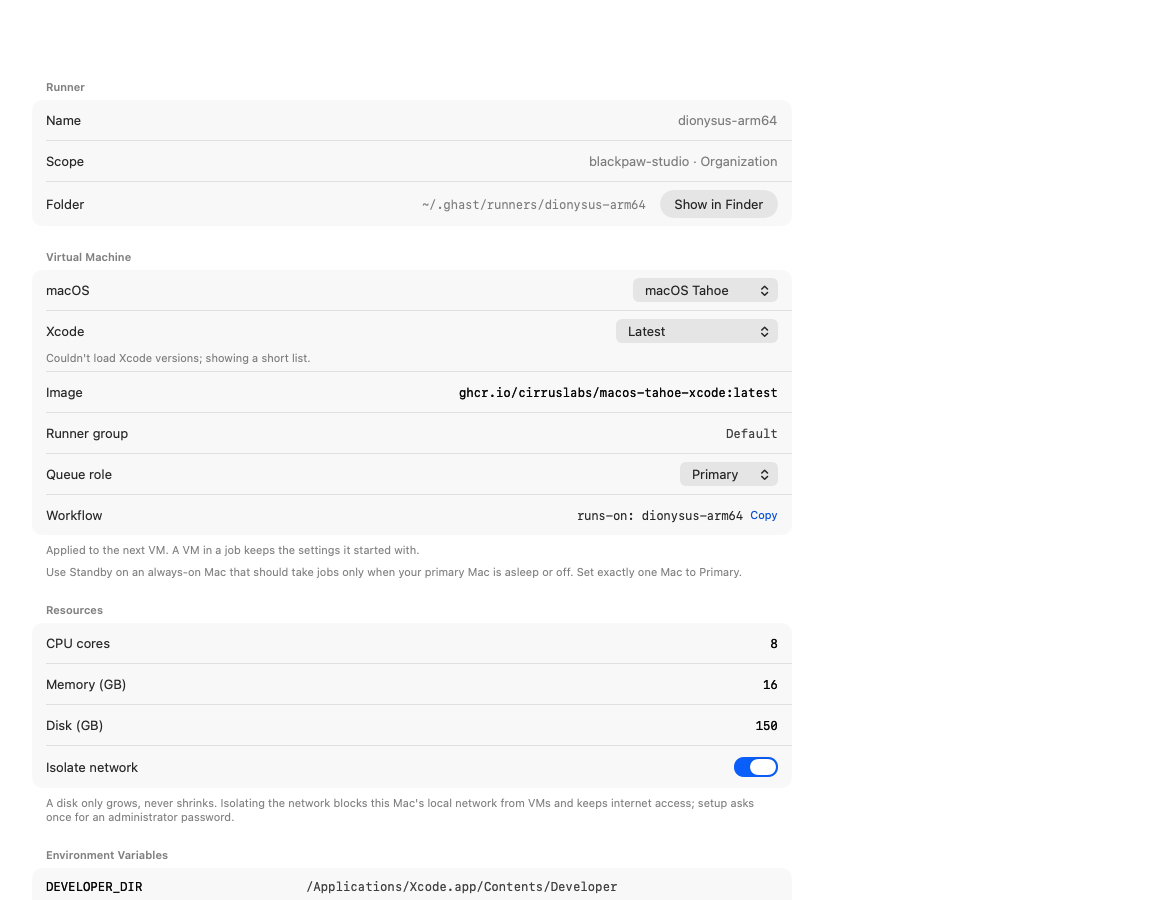 Runner
Name
dionysus-arm64
Scope
blackpaw-studio · Organization
Folder
~/.ghast/runners/dionysus-arm64
Show in Finder
Virtual Machine
macOS
macOS Tahoe
Xcode
Latest
Couldn't load Xcode versions; showing a short list.
Image
ghcr.io/cirruslabs/macos-tahoe-xcode:latest
Runner group
Default
Queue role
Primary
Workflow
runs-on: dionysus-arm64
Copy
Applied to the next VM. A VM in a job keeps the settings it started with.
Use Standby on an always-on Mac that should take jobs only when your primary Mac is asleep or off. Set exactly one Mac to Primary.
Resources
CPU cores
8
Memory (GB)
16
Disk (GB)
150
Isolate network
A disk only grows, never shrinks. Isolating the network blocks this Mac's local network from VMs and keeps internet access; setup asks
once for an administrator password.
Environment Variables
DEVELOPER_DIR
/Applications/Xcode.app/Contents/Developer